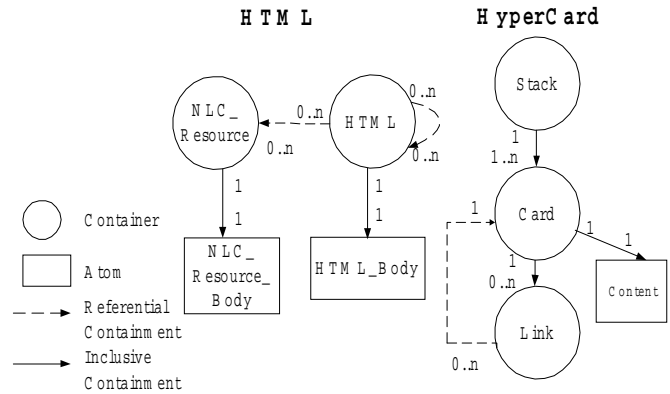 HTML
HyperCard
Stack
0..n
NLC_
Resource
0..n
HTML
0..n
0..n
1
1..n
1
1
1
1
1
Card
1
1
1
0..n
Container
NLC_
Resource_
Body
HTML_Body
Content
Atom
Referential
Containment
Link
0..n
Inclusive
Containment